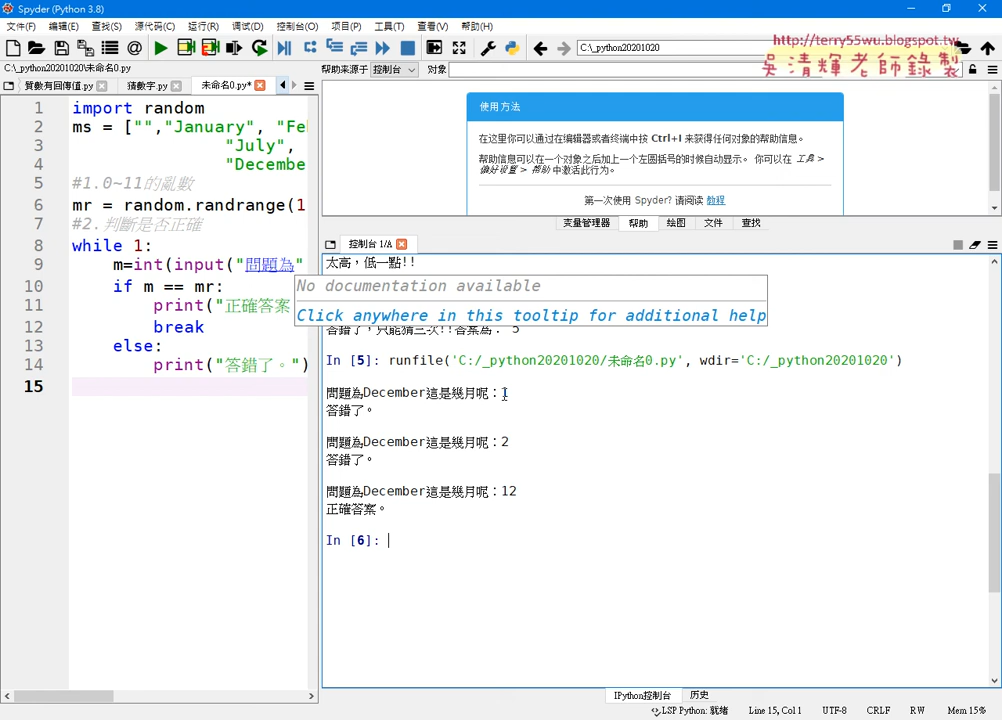 Spyder (Python 3.8)
文件(F) 编辑(E) 查找(S) 源代码(C) 运行(R) 调试(D) 控制台(O) 项目(P) 工具(T) 查看(V) 帮助(H)
C:\_python20201020
http://terry55wu.blogspot.tw
吳清輝老師錄製
C:\_python20201020\未命名0.py
帮助来源于 控制台 对象
質數有回傳值.py 猜數字.py 未命名0.py*
1 import random
2 ms = ["","January", "Fe
3 "July",
4 "Decembe
5 #1.0~11的亂數
6 mr = random.randrange(1
7 #2.判斷是否正確
8 while 1:
9 m=int(input("問題為"
10 if m == mr:
11 print("正確答案
12 break
13 else:
14 print("答錯了。")
15
使用方法
在这里你可以通过在编辑器或者终端中按 Ctrl+I 来获得任何对象的帮助信息。
帮助信息可以在一个对象之后加上一个左圆括号的时候自动显示。 你可以在 工具 >
偏好设置 > 帮助 中激活此行为。
第一次使用 Spyder? 请阅读 教程
变量管理器 帮助 绘图 文件 查找
控制台 1/A
太高，低一點!!
No documentation available
Click anywhere in this tooltip for additional help
答錯了，只能猜三次!!答案為： 5
In [5]: runfile('C:/_python20201020/未命名0.py', wdir='C:/_python20201020')
問題為December這是幾月呢：1
答錯了。
問題為December這是幾月呢：2
答錯了。
問題為December這是幾月呢：12
正確答案。
In [6]:
IPython控制台 历史
LSP Python: 就绪 Line 15, Col 1 UTF-8 CRLF RW Mem 15%